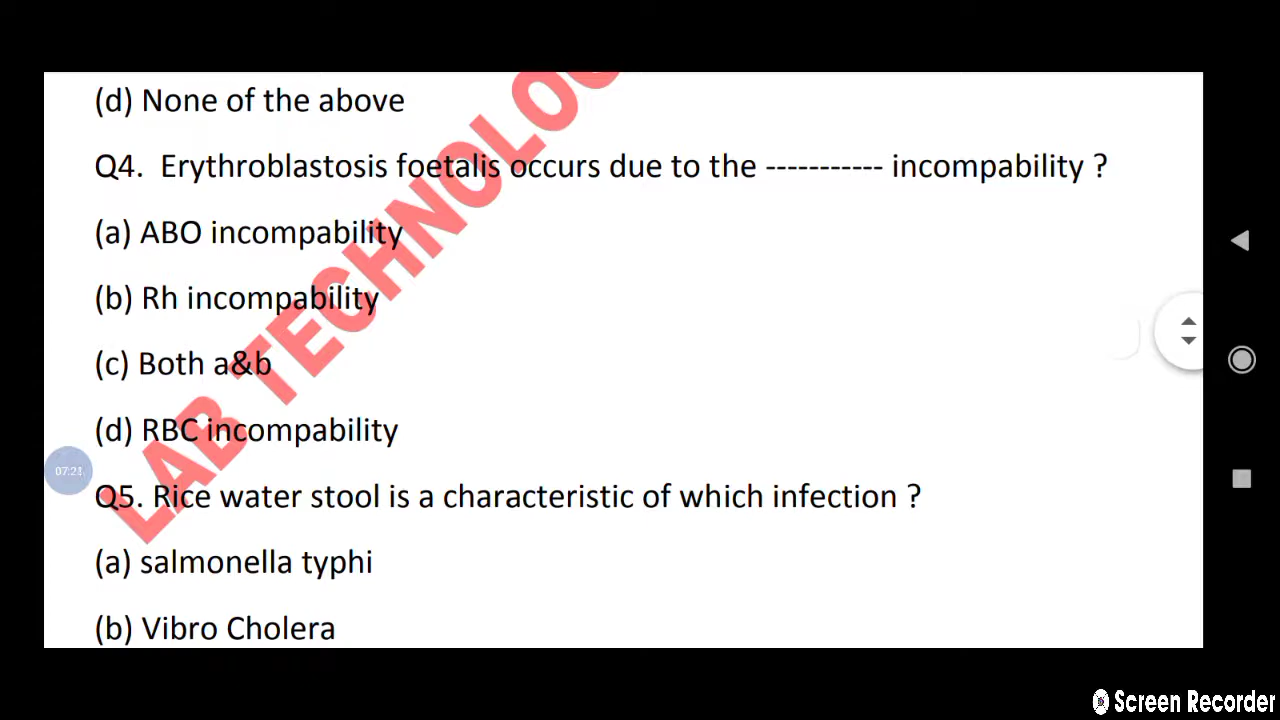 (d) None of the above
Q4. Erythroblastosis foetalis occurs due to the ----------- incompability ?
(a) ABO incompability
(b) Rh incompability
(c) Both a&b
(d) RBC incompability
07:21
Q5. Rice water stool is a characteristic of which infection ?
(a) salmonella typhi
(b) Vibro Cholera
LAB TECHNOLO
Screen Recorder